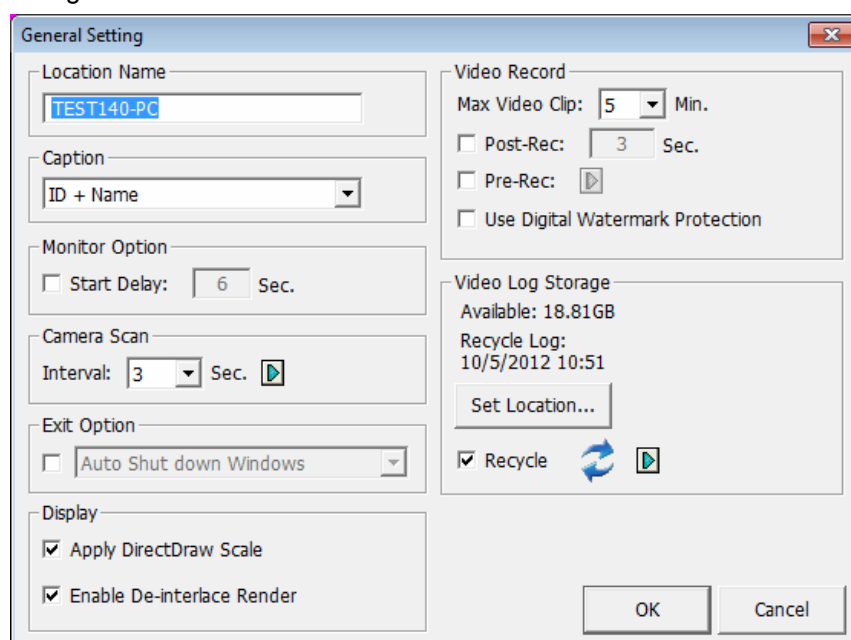 General Setting
Location Name
TEST140-PC
Caption
ID + Name
Monitor Option
Start Delay: 6 Sec.
Camera Scan
Interval: 3 Sec.
Exit Option
Auto Shut down Windows
Display
Apply DirectDraw Scale
Enable De-interlace Render
Video Record
Max Video Clip: 5 Min.
Post-Rec: 3 Sec.
Pre-Rec:
Use Digital Watermark Protection
Video Log Storage
Available: 18.81GB
Recycle Log:
10/5/2012 10:51
Set Location...
Recycle
OK Cancel